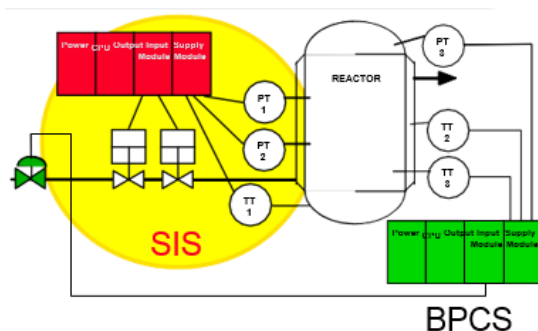 Power CPU Output Input Supply
Module Module
PT
3
REACTOR
PT
1
PT
2
TT
2
TT
3
TT
1
SIS
Power CPU Output Input Supply
Module Module
BPCS